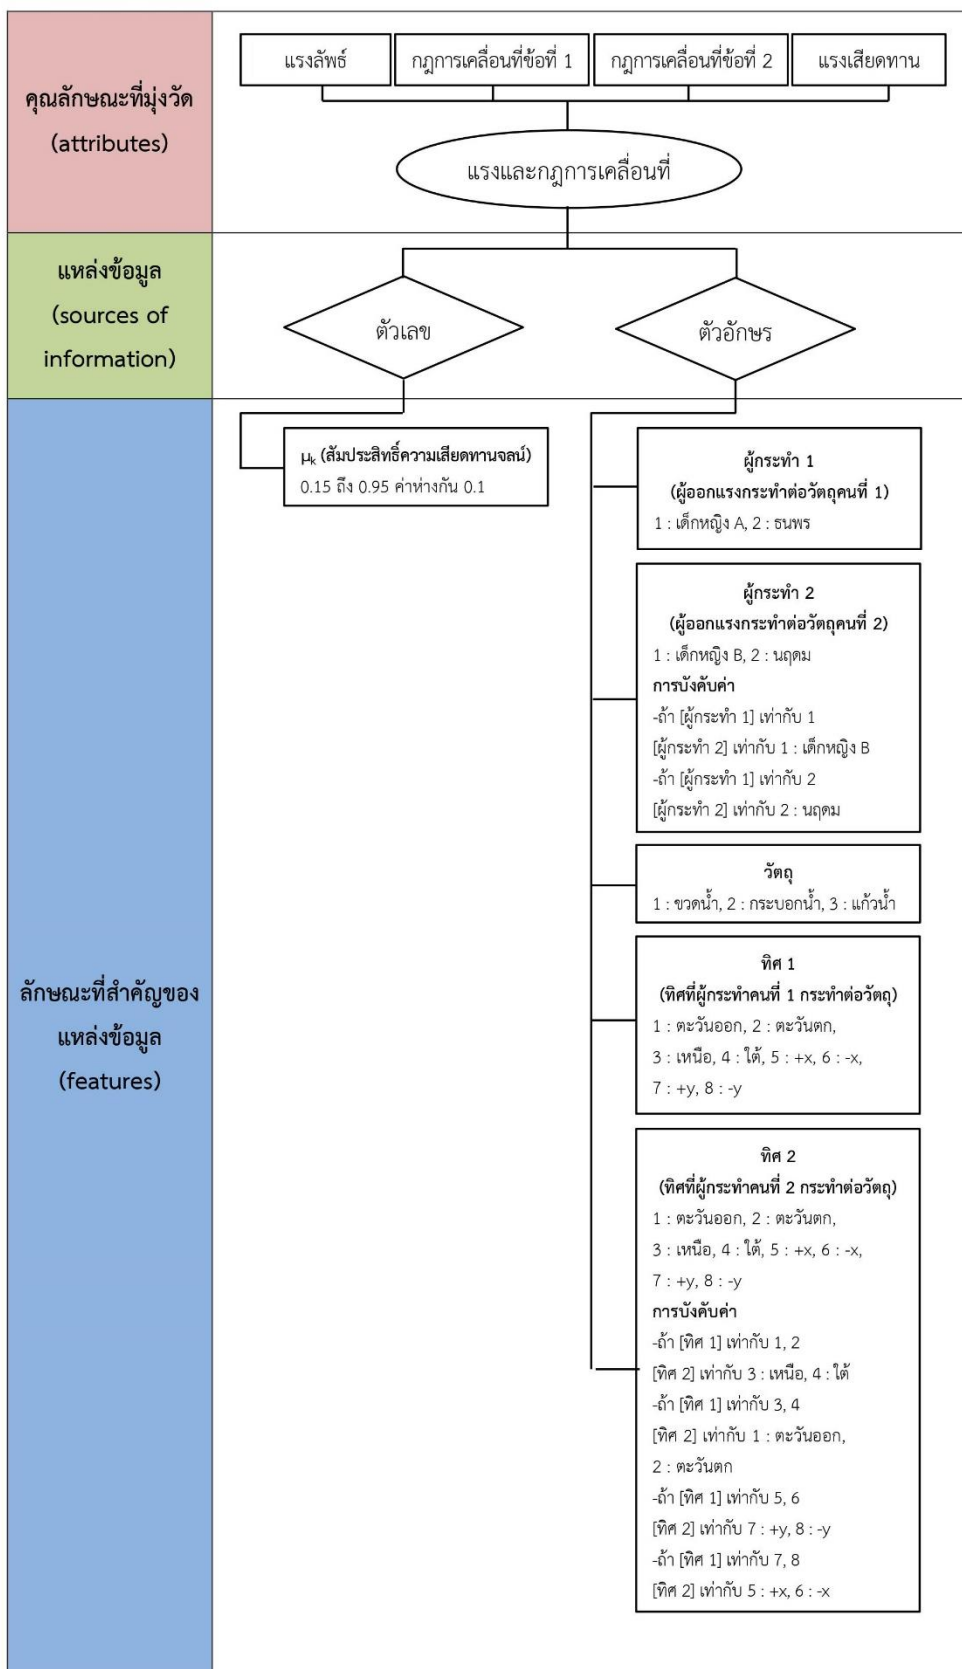 คุณลักษณะที่มุ่งวัด
(attributes)
แรงลัพธ์
กฎการเคลื่อนที่ข้อที่ 1
กฎการเคลื่อนที่ข้อที่ 2
แรงเสียดทาน
แรงและกฎการเคลื่อนที่
แหล่งข้อมูล
(sources of
information)
ตัวเลข
ตัวอักษร
ลักษณะที่สำคัญของ
แหล่งข้อมูล
(features)
μk (สัมประสิทธิ์ความเสียดทานจลน์)
0.15 ถึง 0.95 ค่าห่างกัน 0.1
ผู้กระทำ 1
(ผู้ออกแรงกระทำต่อวัตถุคนที่ 1)
1 : เด็กหญิง A, 2 : ธนพร
ผู้กระทำ 2
(ผู้ออกแรงกระทำต่อวัตถุคนที่ 2)
1 : เด็กหญิง B, 2 : นฤดม
การบังคับค่า
-ถ้า [ผู้กระทำ 1] เท่ากับ 1
[ผู้กระทำ 2] เท่ากับ 1 : เด็กหญิง B
-ถ้า [ผู้กระทำ 1] เท่ากับ 2
[ผู้กระทำ 2] เท่ากับ 2 : นฤดม
วัตถุ
1 : ขวดน้ำ, 2 : กระบอกน้ำ, 3 : แก้วน้ำ
ทิศ 1
(ทิศที่ผู้กระทำคนที่ 1 กระทำต่อวัตถุ)
1 : ตะวันออก, 2 : ตะวันตก,
3 : เหนือ, 4 : ใต้, 5 : +x, 6 : -x,
7 : +y, 8 : -y
ทิศ 2
(ทิศที่ผู้กระทำคนที่ 2 กระทำต่อวัตถุ)
1 : ตะวันออก, 2 : ตะวันตก,
3 : เหนือ, 4 : ใต้, 5 : +x, 6 : -x,
7 : +y, 8 : -y
การบังคับค่า
-ถ้า [ทิศ 1] เท่ากับ 1, 2
[ทิศ 2] เท่ากับ 3 : เหนือ, 4 : ใต้
-ถ้า [ทิศ 1] เท่ากับ 3, 4
[ทิศ 2] เท่ากับ 1 : ตะวันออก,
2 : ตะวันตก
-ถ้า [ทิศ 1] เท่ากับ 5, 6
[ทิศ 2] เท่ากับ 7 : +y, 8 : -y
-ถ้า [ทิศ 1] เท่ากับ 7, 8
[ทิศ 2] เท่ากับ 5 : +x, 6 : -x